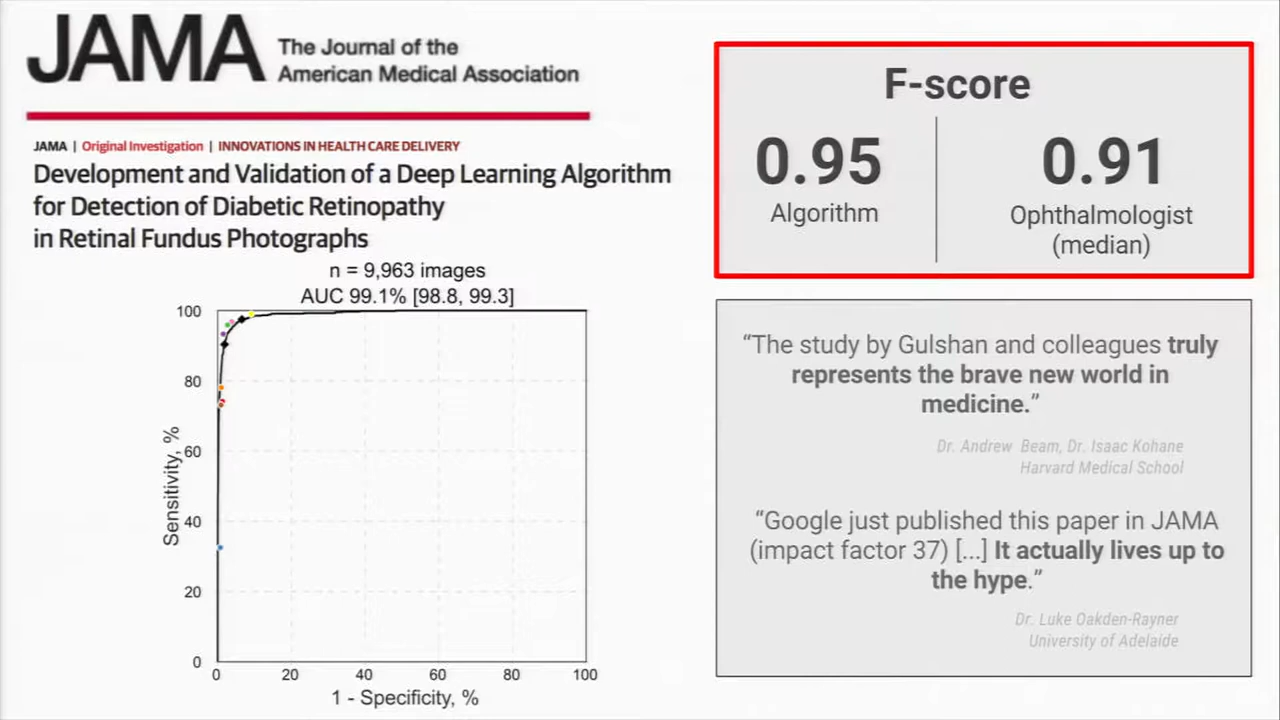 JAMA
The Journal of the
American Medical Association
JAMA | Original Investigation | INNOVATIONS IN HEALTH CARE DELIVERY
Development and Validation of a Deep Learning Algorithm
for Detection of Diabetic Retinopathy
in Retinal Fundus Photographs
n = 9,963 images
AUC 99.1% [98.8, 99.3]
100
80
60
40
20
0
Sensitivity, %
0 20 40 60 80 100
1 - Specificity, %
F-score
0.95
Algorithm
0.91
Ophthalmologist
(median)
“The study by Gulshan and colleagues truly
represents the brave new world in
medicine.”
Dr. Andrew Beam, Dr. Isaac Kohane
Harvard Medical School
“Google just published this paper in JAMA
(impact factor 37) [...] It actually lives up to
the hype.”
Dr. Luke Oakden-Rayner
University of Adelaide